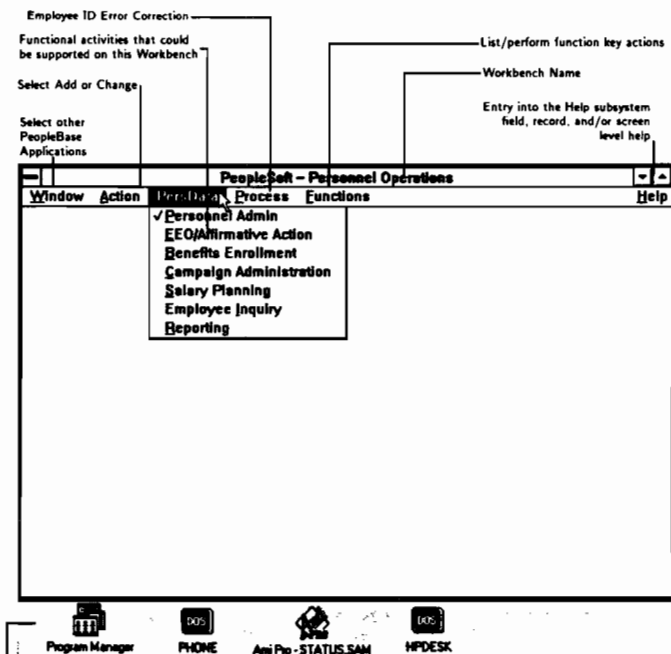 Employee ID Error Correction
Functional activities that could
be supported on this Workbench
List/perform function key actions
Workbench Name
Select Add or Change
Entry into the Help subsystem
field, record, and/or screen
level help
Select other
PeopleBase
Applications
PeopleSoft – Personnel Operations
Window Action PersData Process Functions Help
✓ Personnel Admin
EEO/Affirmative Action
Benefits Enrollment
Campaign Administration
Salary Planning
Employee Inquiry
Reporting
DOS DOS
Program Manager PHONE Ami Pro - STATUS.SAM HPDESK